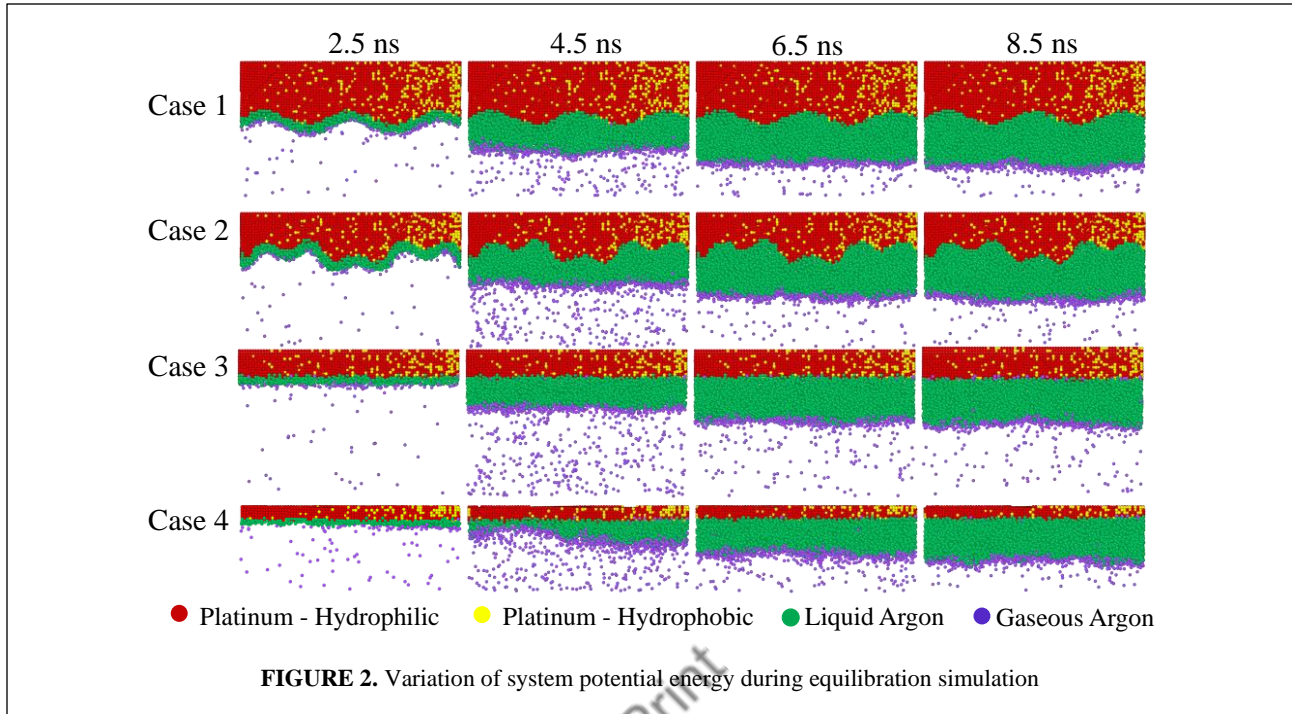 2.5 ns 4.5 ns 6.5 ns 8.5 ns
Case 1
Case 2
Case 3
Case 4
Platinum - Hydrophilic Platinum - Hydrophobic Liquid Argon Gaseous Argon
FIGURE 2. Variation of system potential energy during equilibration simulation
Print